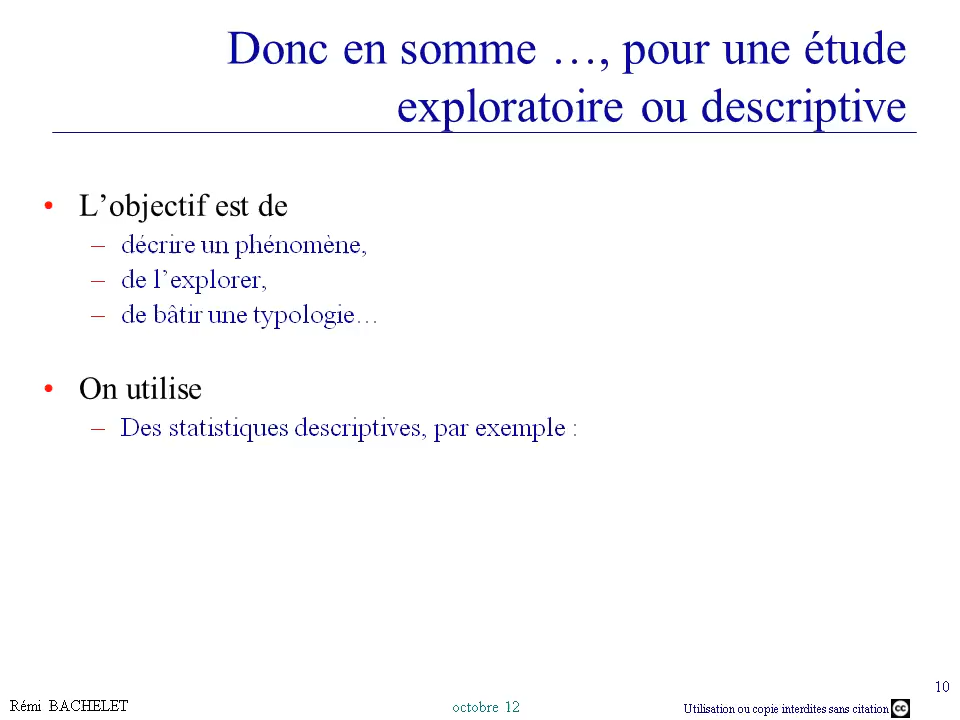 Donc en somme …, pour une étude
exploratoire ou descriptive
• L’objectif est de
– décrire un phénomène,
– de l’explorer,
– de bâtir une typologie…
• On utilise
– Des statistiques descriptives, par exemple :
10
Rémi BACHELET
octobre 12
Utilisation ou copie interdites sans citation
cc